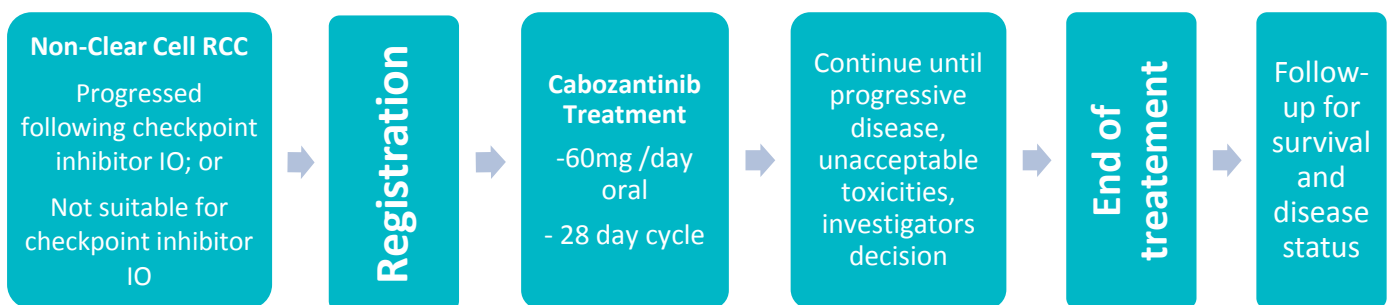 Non-Clear Cell RCC
Progressed
following checkpoint
inhibitor IO; or
Not suitable for
checkpoint inhibitor
IO
Registration
Cabozantinib
Treatment
-60mg /day
oral
- 28 day cycle
Continue until
progressive
disease,
unacceptable
toxicities,
investigators
decision
End of
treatement
Follow-
up for
survival
and
disease
status